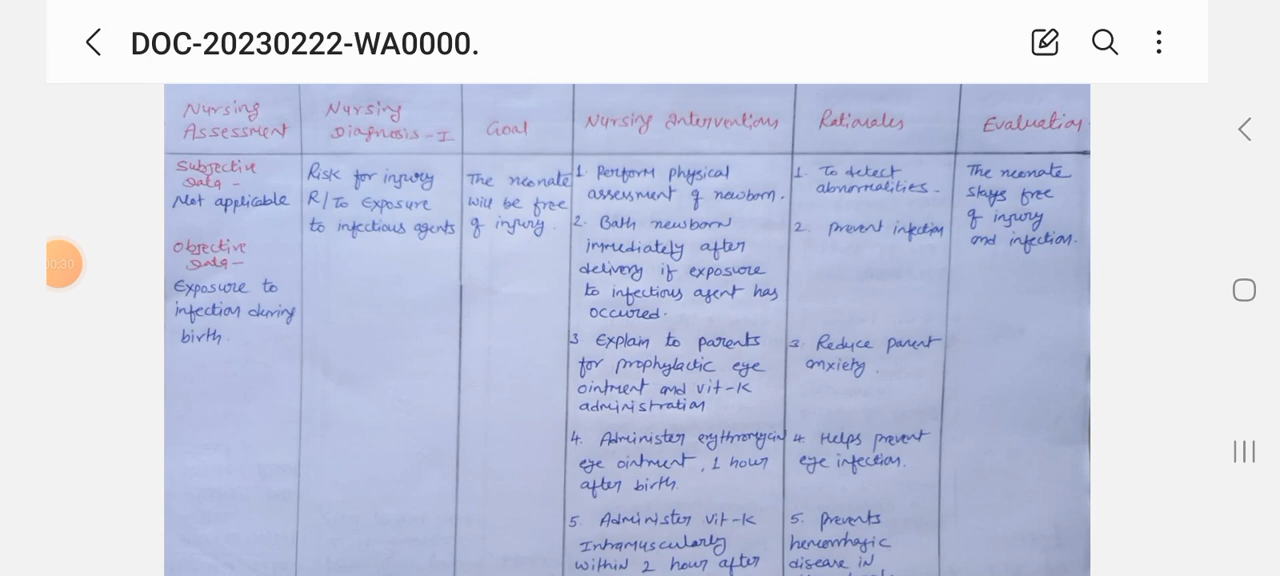 DOC-20230222-WA0000.
00:30
Nursing
Assessment
Nursing
Diagnosis-I
Goal
Nursing Interventions
Rationales
Evaluation
Subjective
Data -
Not applicable
Objective
Data -
Exposure to
infection during
birth.
Risk for injury
R/To Exposure
to infectious agents
The neonate
will be free
of injury.
1. Perform physical
assessment of newborn.
2. Bath newborn
immediately after
delivery if exposure
to infectious agent has
occured.
3 Explain to parents
for prophylactic eye
ointment and vit-K
administration
4. Administer erythromycin
eye ointment, 1 hour
after birth.
5. Administer vit-K
Intramuscularly
within 2 hour after
1. To detect
abnormalities.
2. prevent infection
3. Reduce parent
anxiety.
4. Helps prevent
eye infection.
5. prevents
hemorrhagic
disease in
The neonate
stays free
of injury
and infection.